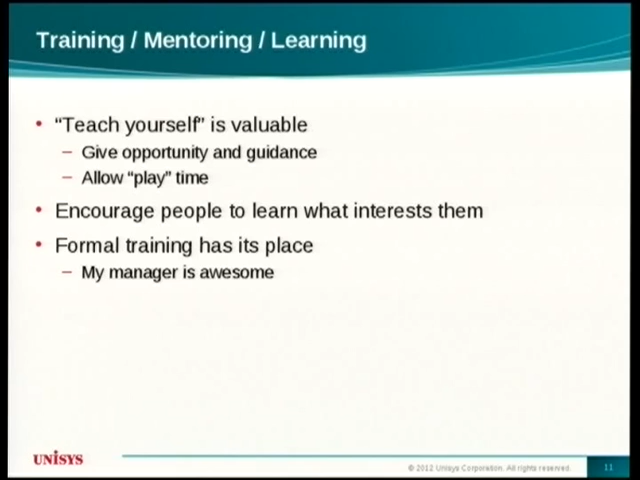 Training / Mentoring / Learning
• “Teach yourself” is valuable
– Give opportunity and guidance
– Allow “play” time
• Encourage people to learn what interests them
• Formal training has its place
– My manager is awesome
UNISYS
© 2012 Unisys Corporation. All rights reserved.
11